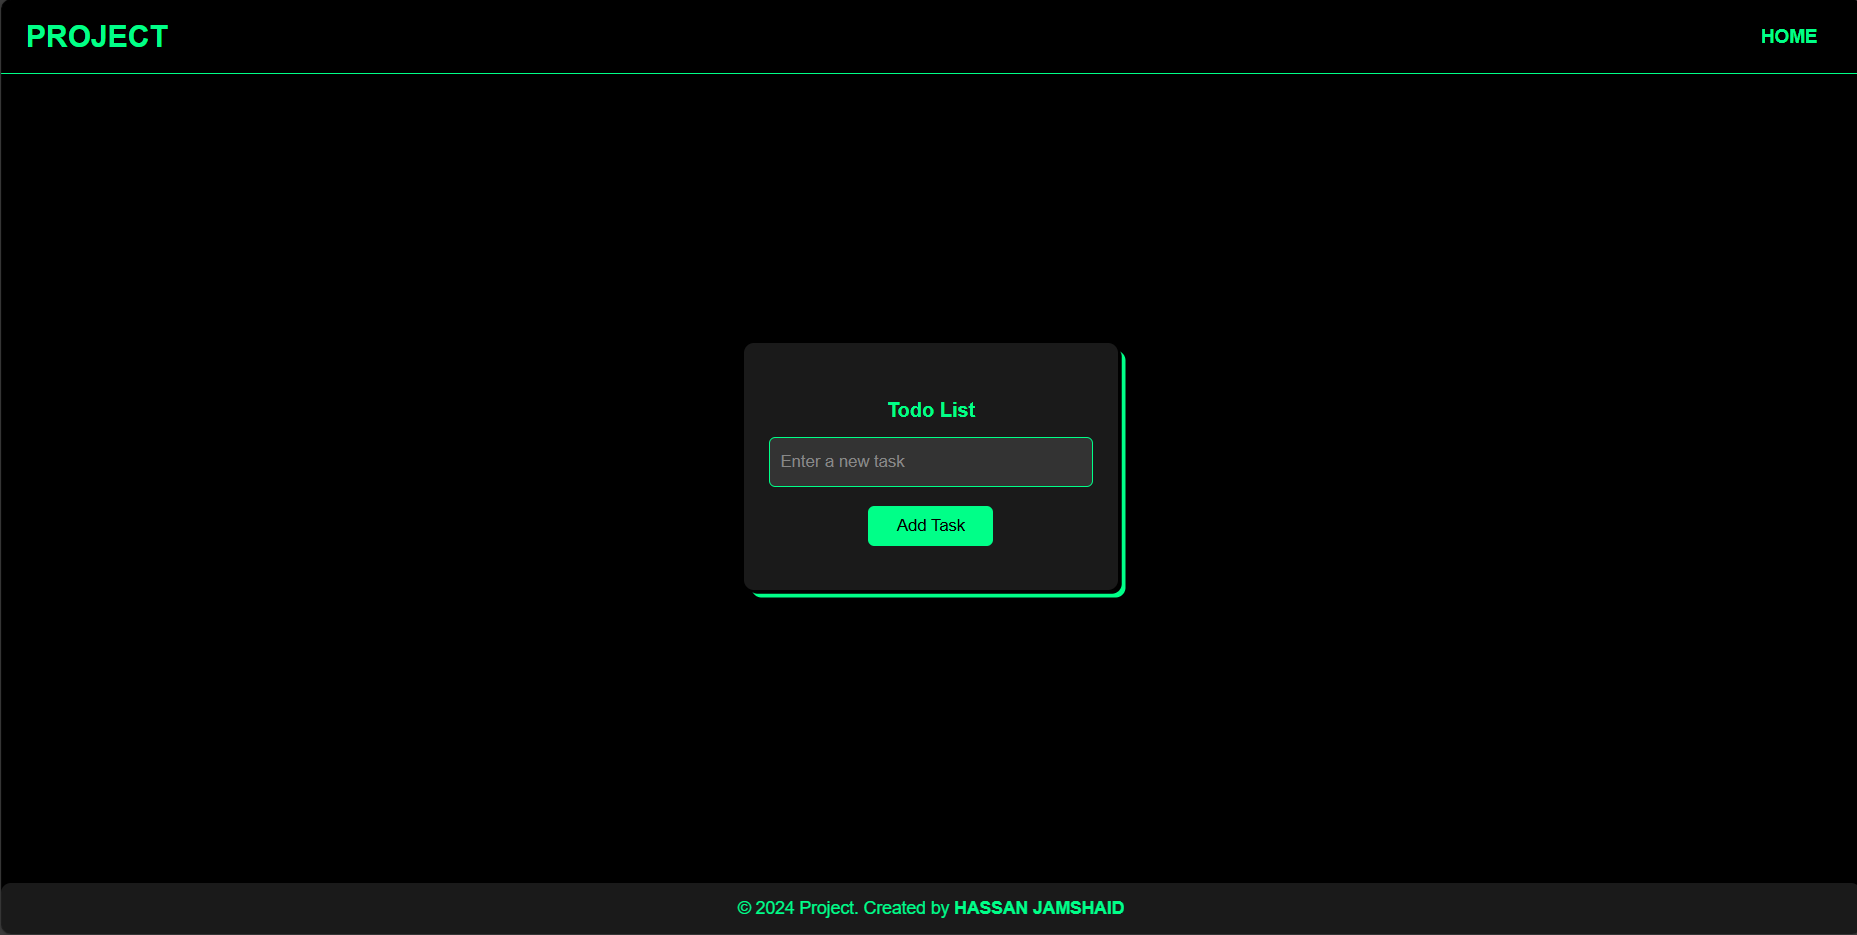 PROJECT
HOME
Todo List
Enter a new task
Add Task
© 2024 Project. Created by HASSAN JAMSHAID